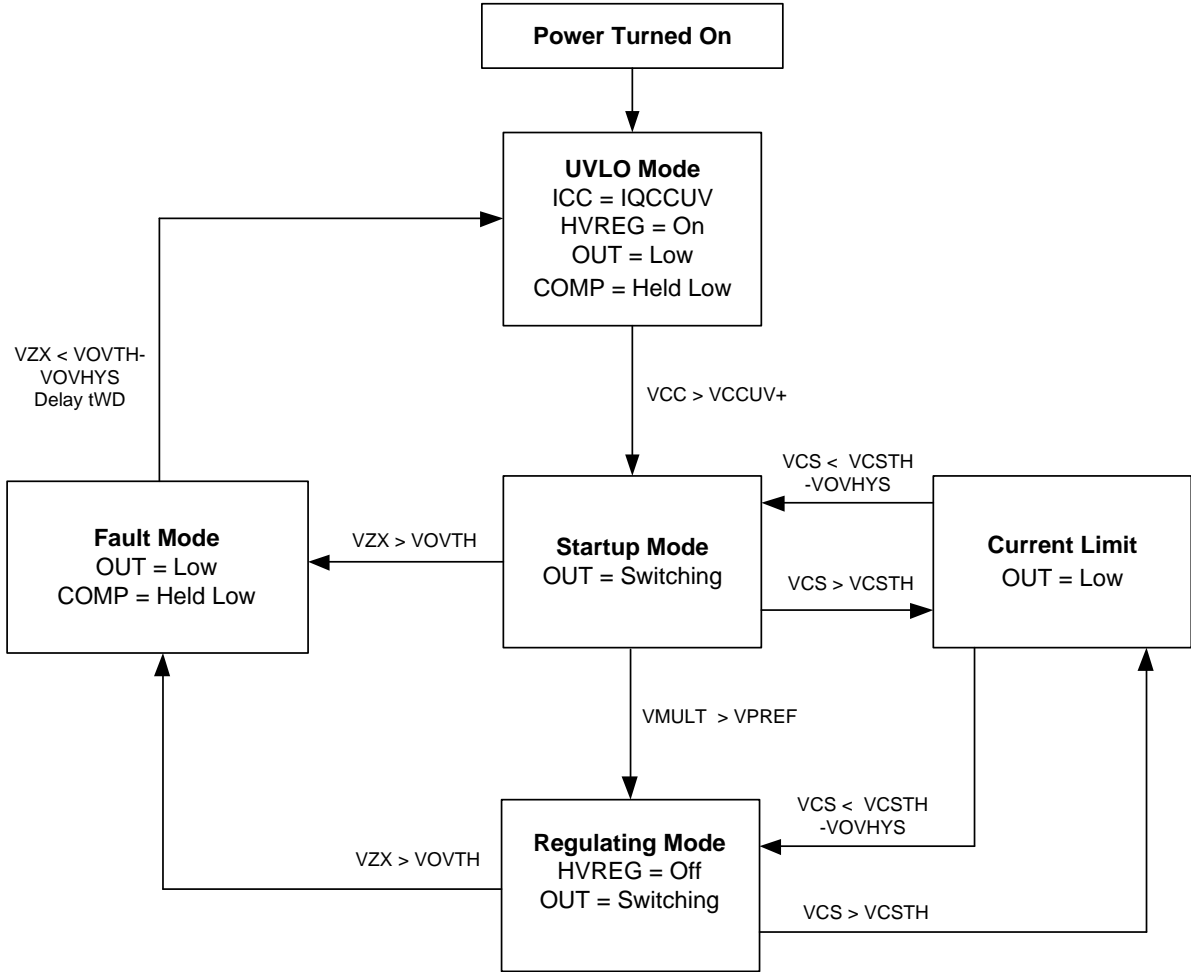 Power Turned On
UVLO Mode
ICC = IQCCUV
HVREG = On
OUT = Low
COMP = Held Low
VZX < VOVTH-
VOVHYS
Delay tWD
VCC > VCCUV+
VCS <  VCSTH
-VOVHYS
Fault Mode
OUT = Low
COMP = Held Low
VZX > VOVTH
Startup Mode
OUT = Switching
VCS > VCSTH
Current Limit
OUT = Low
VMULT  > VPREF
VCS <  VCSTH
-VOVHYS
VZX > VOVTH
Regulating Mode
HVREG = Off
OUT = Switching
VCS > VCSTH